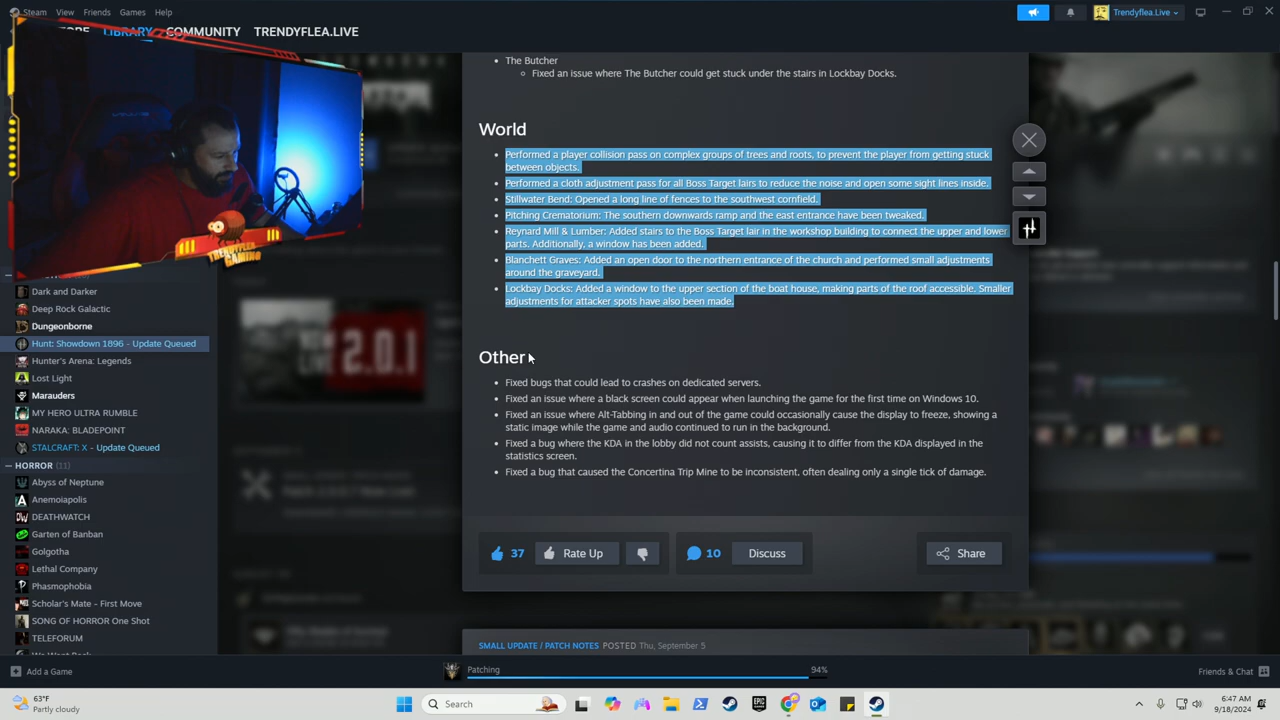 Steam View Friends Games Help
Trendyflea.Live
LIBRARY COMMUNITY TRENDYFLEA.LIVE
The Butcher
Fixed an issue where The Butcher could get stuck under the stairs in Lockbay Docks.
World
Performed a player collision pass on complex groups of trees and roots, to prevent the player from getting stuck
between objects.
Performed a cloth adjustment pass for all Boss Target lairs to reduce the noise and open some sight lines inside.
Stillwater Bend: Opened a long line of fences to the southwest cornfield.
Pitching Crematorium: The southern downwards ramp and the east entrance have been tweaked.
Reynard Mill & Lumber: Added stairs to the Boss Target lair in the workshop building to connect the upper and lower
parts. Additionally, a window has been added.
Blanchett Graves: Added an open door to the northern entrance of the church and performed small adjustments
around the graveyard.
Lockbay Docks: Added a window to the upper section of the boat house, making parts of the roof accessible. Smaller
adjustments for attacker spots have also been made.
Other
Fixed bugs that could lead to crashes on dedicated servers.
Fixed an issue where a black screen could appear when launching the game for the first time on Windows 10.
Fixed an issue where Alt-Tabbing in and out of the game could occasionally cause the display to freeze, showing a
static image while the game and audio continued to run in the background.
Fixed a bug where the KDA in the lobby did not count assists, causing it to differ from the KDA displayed in the
statistics screen.
Fixed a bug that caused the Concertina Trip Mine to be inconsistent, often dealing only a single tick of damage.
37 Rate Up 10 Discuss Share
SMALL UPDATE / PATCH NOTES POSTED Thu, September 5
TRENDYFLEA
GAMING
Dark and Darker
Deep Rock Galactic
Dungeonborne
Hunt: Showdown 1896 - Update Queued
Hunter's Arena: Legends
Lost Light
Marauders
MY HERO ULTRA RUMBLE
NARAKA: BLADEPOINT
STALCRAFT: X - Update Queued
HORROR (11)
Abyss of Neptune
Anemoiapolis
DEATHWATCH
Garten of Banban
Golgotha
Lethal Company
Phasmophobia
Scholar's Mate - First Move
SONG OF HORROR One Shot
TELEFORUM
2.0.1
Add a Game
Patching 94%
Friends & Chat
63°F
Partly cloudy
Search
EPIC
6:47 AM
9/18/2024